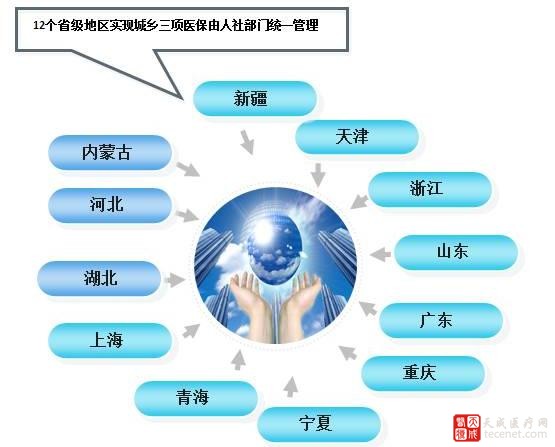 12个省级地区实现城乡三项医保由人社部门统一管理
新疆
天津
内蒙古
浙江
河北
山东
湖北
广东
上海
重庆
青海
宁夏
天成医疗网
tecenet.com